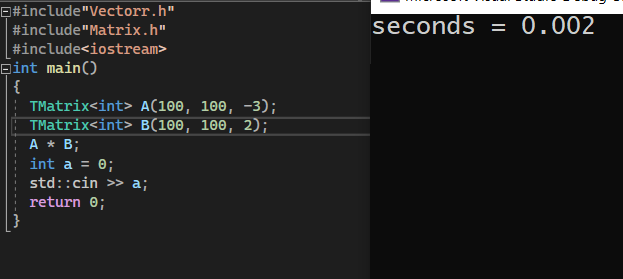 #include"Vectorr.h"
#include"Matrix.h"
#include<iostream>
int main()
{
TMatrix<int> A(100, 100, -3);
TMatrix<int> B(100, 100, 2);
A * B;
int a = 0;
std::cin >> a;
return 0;
}
seconds = 0.002